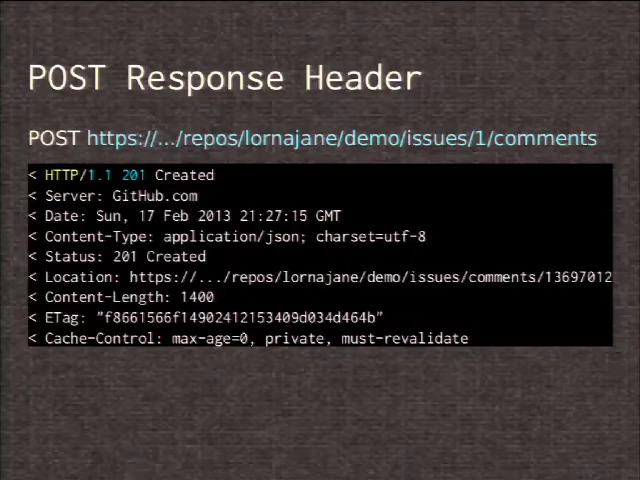 POST Response Header
POST https://.../repos/lornajane/demo/issues/1/comments
< HTTP/1.1 201 Created
< Server: GitHub.com
< Date: Sun, 17 Feb 2013 21:27:15 GMT
< Content-Type: application/json; charset=utf-8
< Status: 201 Created
< Location: https://.../repos/lornajane/demo/issues/comments/13697012
< Content-Length: 1400
< ETag: "f8661566f14902412153409d034d464b"
< Cache-Control: max-age=0, private, must-revalidate